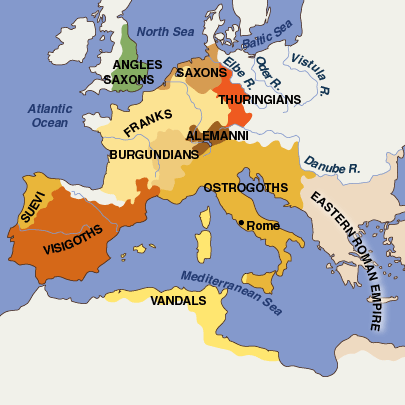 North Sea
Baltic Sea
ANGLES
SAXONS
SAXONS
Elbe R.
Oder R.
Vistula R.
THURINGIANS
Atlantic
Ocean
FRANKS
ALEMANNI
BURGUNDIANS
Danube R.
OSTROGOTHS
SUEVI
VISIGOTHS
Rome
EASTERN ROMAN EMPIRE
Mediterranean Sea
VANDALS